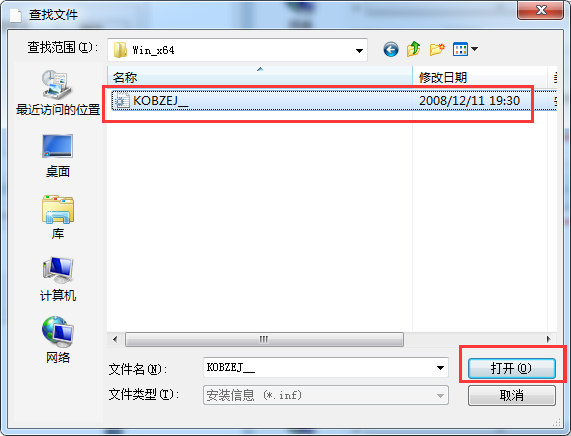 查找文件
查找范围(I):
Win_x64
名称
修改日期
KOBZEJ__
2008/12/11 19:30
最近访问的位置
桌面
库
计算机
网络
文件名(N):
KOBZEJ__
打开(O)
文件类型(T):
安装信息 (*.inf)
取消